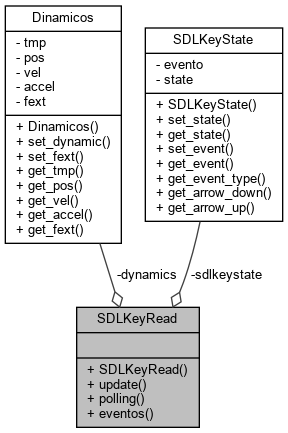 Dinamicos
- tmp
- pos
- vel
- accel
- fext
+ Dinamicos()
+ set_dynamic()
+ set_fext()
+ get_tmp()
+ get_pos()
+ get_vel()
+ get_accel()
+ get_fext()
SDLKeyState
- evento
- state
+ SDLKeyState()
+ set_state()
+ get_state()
+ set_event()
+ get_event()
+ get_event_type()
+ get_arrow_down()
+ get_arrow_up()
-dynamics
-sdlkeystate
SDLKeyRead
+ SDLKeyRead()
+ update()
+ polling()
+ eventos()